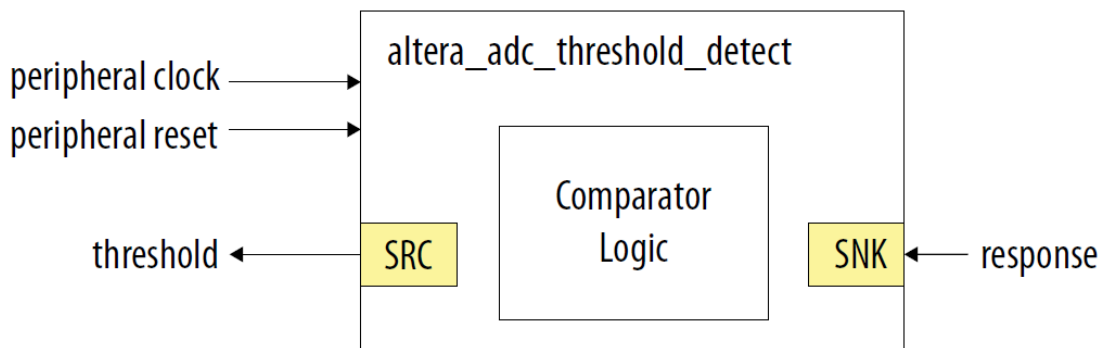 altera_adc_threshold_detect
peripheral clock
peripheral reset
Comparator
Logic
threshold
SRC
SNK
response